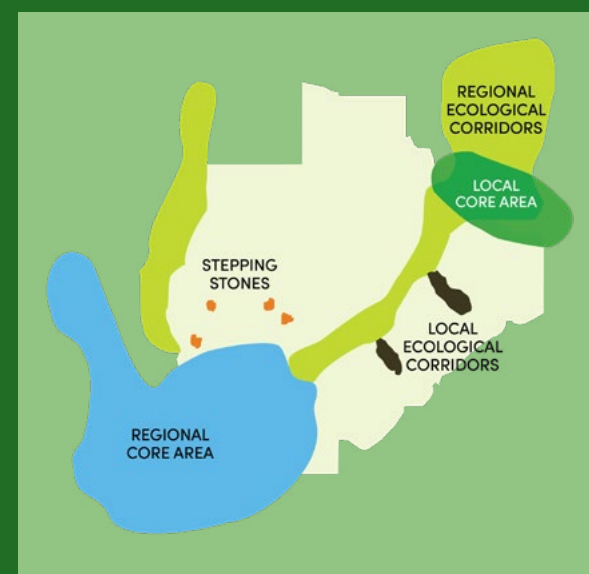 REGIONAL
ECOLOGICAL
CORRIDORS
LOCAL
CORE AREA
STEPPING
STONES
LOCAL
ECOLOGICAL
CORRIDORS
REGIONAL
CORE AREA